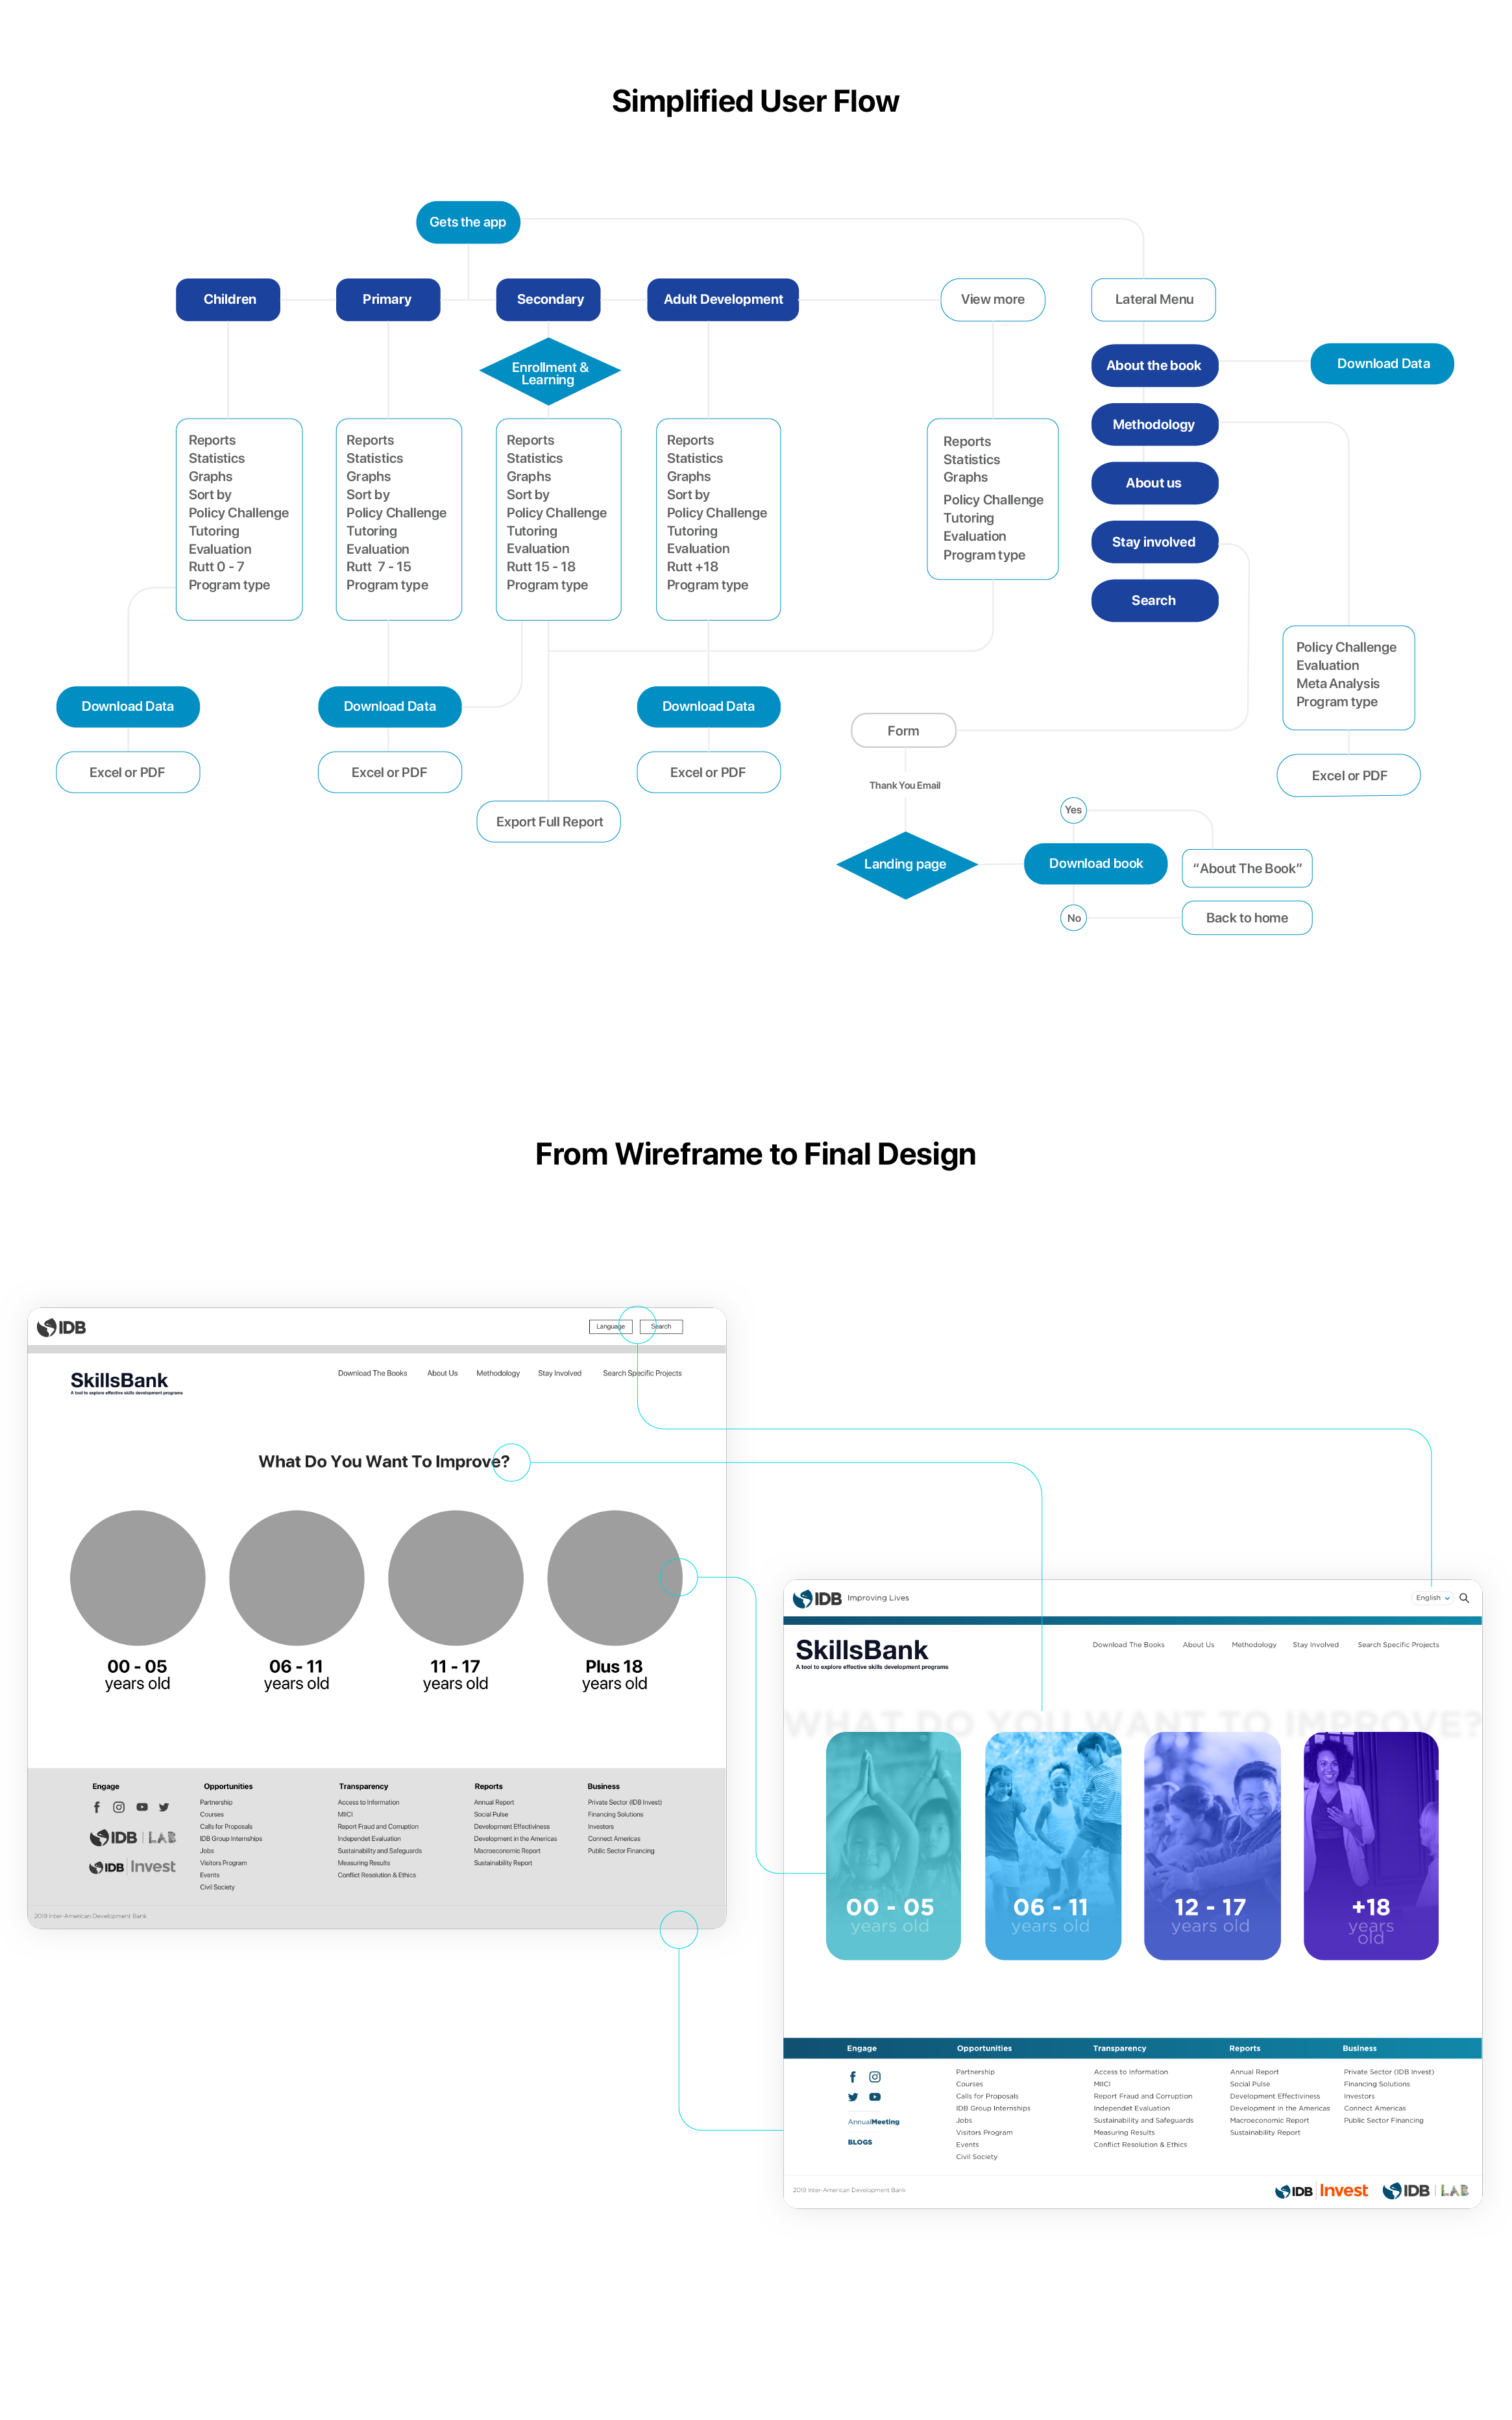 Simplified User Flow
Gets the app
Children
Primary
Secondary
Adult Development
View more
Lateral Menu
Enrollment &
Learning
About the book
Download Data
Methodology
About us
Stay involved
Search
Reports
Statistics
Graphs
Sort by
Policy Challenge
Tutoring
Evaluation
Rutt 0 - 7
Program type
Reports
Statistics
Graphs
Sort by
Policy Challenge
Tutoring
Evaluation
Rutt 7 - 15
Program type
Reports
Statistics
Graphs
Sort by
Policy Challenge
Tutoring
Evaluation
Rutt 15 - 18
Program type
Reports
Statistics
Graphs
Sort by
Policy Challenge
Tutoring
Evaluation
Rutt +18
Program type
Reports
Statistics
Graphs
Policy Challenge
Tutoring
Evaluation
Program type
Policy Challenge
Evaluation
Meta Analysis
Program type
Download Data
Download Data
Download Data
Form
Excel or PDF
Excel or PDF
Excel or PDF
Excel or PDF
Thank You Email
Export Full Report
Yes
Landing page
Download book
"About The Book"
No
Back to home
From Wireframe to Final Design
IDB
Language
Search
SkillsBank
A tool to explore effective skills development programs
Download The Books
About Us
Methodology
Stay Involved
Search Specific Projects
What Do You Want To Improve?
00 - 05
years old
06 - 11
years old
11 - 17
years old
Plus 18
years old
Engage
IDB | LAB
IDB | Invest
Opportunities
Partnership
Courses
Calls for Proposals
IDB Group Internships
Jobs
Visitors Program
Events
Civil Society
Transparency
Access to Information
MIICI
Report Fraud and Corruption
Independet Evaluation
Sustainability and Safeguards
Measuring Results
Conflict Resolution & Ethics
Reports
Annual Report
Social Pulse
Development Effectiveness
Development in the Americas
Macroeconomic Report
Sustainability Report
Business
Private Sector (IDB Invest)
Financing Solutions
Investors
Connect Americas
Public Sector Financing
2019 Inter-American Development Bank
IDB Improving Lives
English
SkillsBank
A tool to explore effective skills development programs
Download The Books
About Us
Methodology
Stay Involved
Search Specific Projects
WHAT DO YOU WANT TO IMPROVE?
00 - 05
years old
06 - 11
years old
12 - 17
years old
+18
years
old
Engage
AnnualMeeting
BLOGS
Opportunities
Partnership
Courses
Calls for Proposals
IDB Group Internships
Jobs
Visitors Program
Events
Civil Society
Transparency
Access to Information
MIICI
Report Fraud and Corruption
Independet Evaluation
Sustainability and Safeguards
Measuring Results
Conflict Resolution & Ethics
Reports
Annual Report
Social Pulse
Development Effectiviness
Development in the Americas
Macroeconomic Report
Sustainability Report
Business
Private Sector (IDB Invest)
Financing Solutions
Investors
Connect Americas
Public Sector Financing
2019 Inter-American Development Bank
IDB | Invest
IDB | LAB